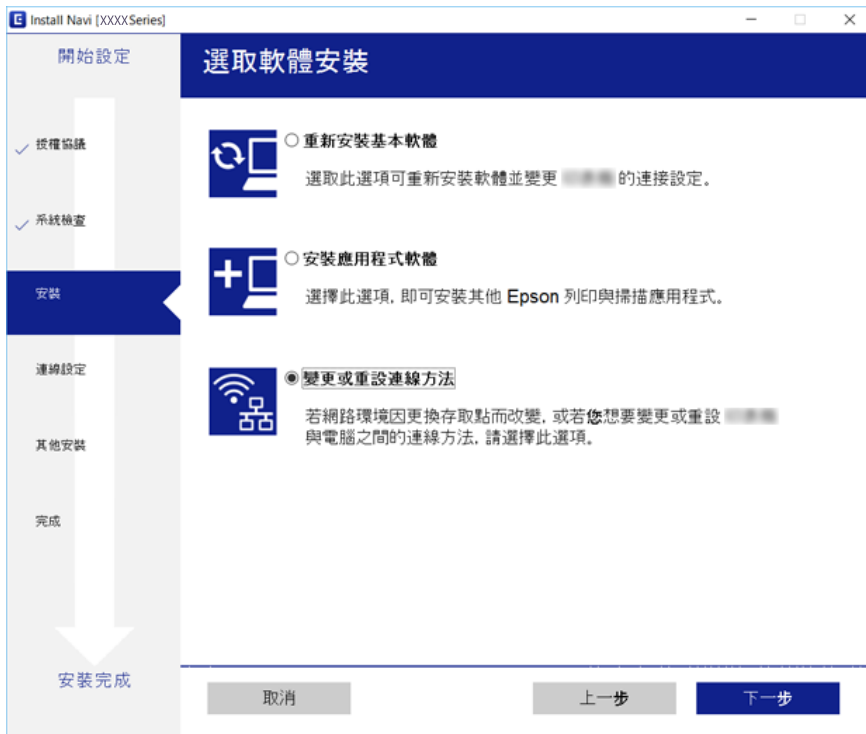 Install Navi [XXXX Series]
開始設定
選取軟體安裝
授權協議
系統檢查
安裝
連線設定
其他安裝
完成
安裝完成
重新安裝基本軟體
選取此選項可重新安裝軟體並變更 的連接設定。
安裝應用程式軟體
選擇此選項, 即可安裝其他 Epson 列印與掃描應用程式。
變更或重設連線方法
若網路環境因更換存取點而改變, 或若您想要變更或重設
與電腦之間的連線方法, 請選擇此選項。
取消
上一步
下一步